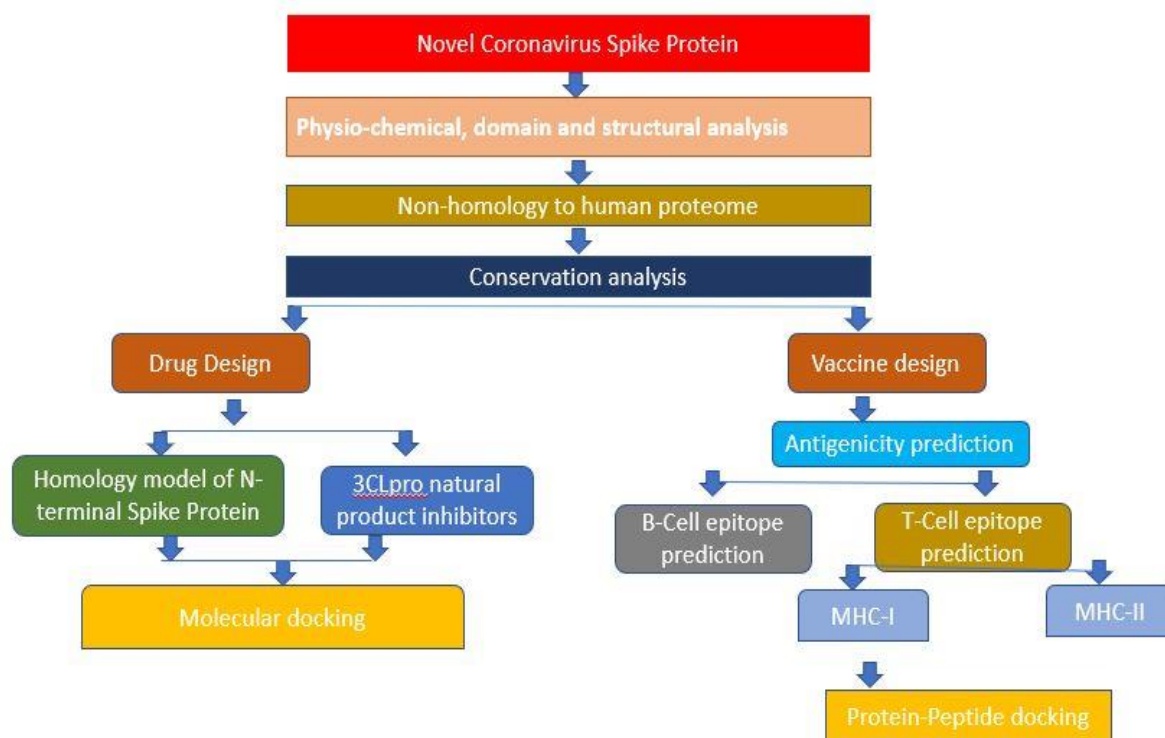 Novel Coronavirus Spike Protein
Physio-chemical, domain and structural analysis
Non-homology to human proteome
Conservation analysis
Drug Design
Vaccine design
Antigenicity prediction
Homology model of N-
terminal Spike Protein
3CLpro natural
product inhibitors
B-Cell epitope
prediction
T-Cell epitope
prediction
Molecular docking
MHC-I
MHC-II
Protein-Peptide docking